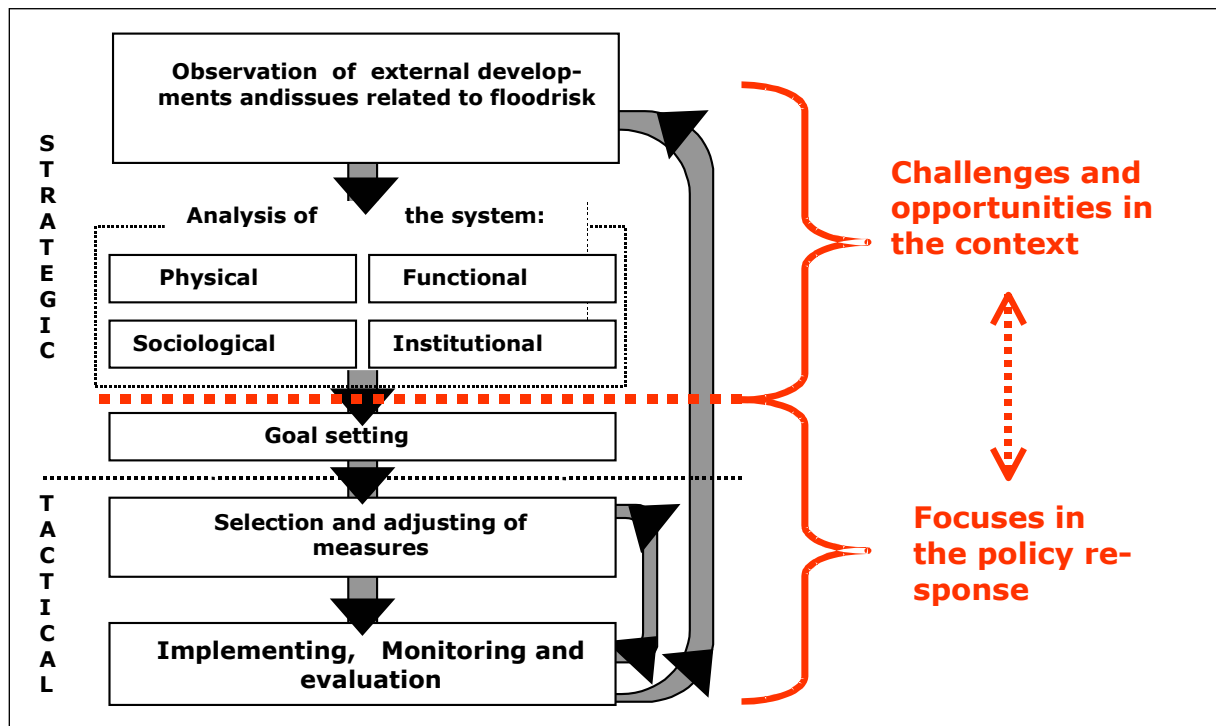 Observation of external develop-
ments andissues related to floodrisk
STRATEGIC
Analysis of the system:
Physical
Functional
Sociological
Institutional
Goal setting
TACTICAL
Selection and adjusting of
measures
Implementing, Monitoring and
evaluation
Challenges and
opportunities in
the context
Focuses in
the policy re-
sponse